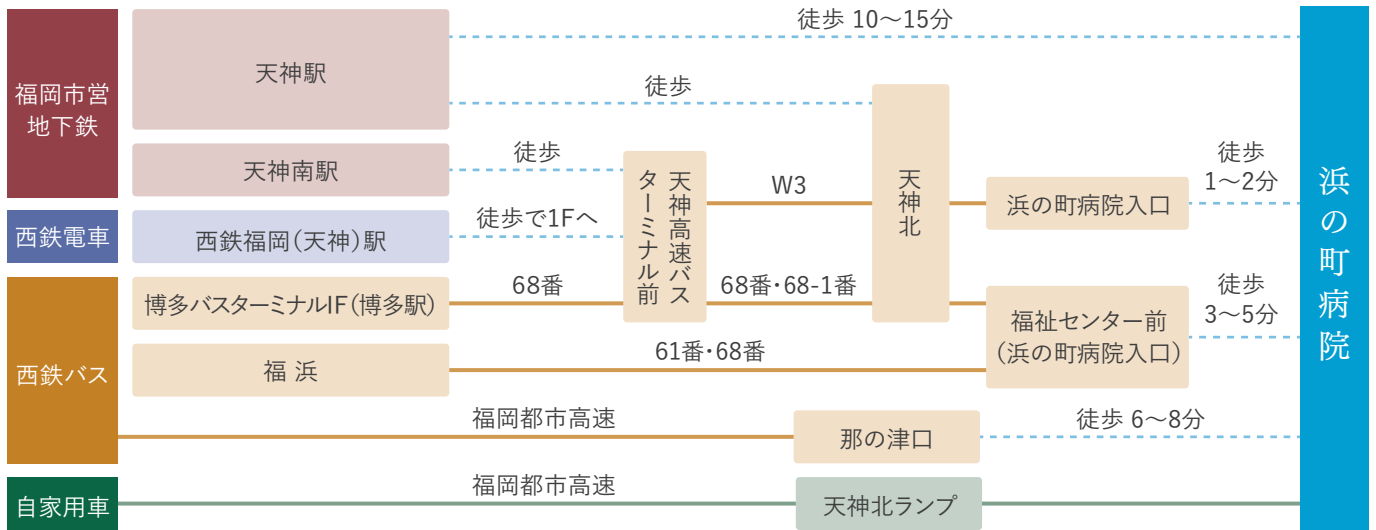 福岡市営
地下鉄
天神駅
徒歩 10〜15分
徒歩
天神南駅
徒歩
西鉄電車
西鉄福岡(天神)駅
徒歩で1Fへ
天神高速バス
ターミナル前
W3
天神北
浜の町病院入口
徒歩
1〜2分
西鉄バス
博多バスターミナルIF(博多駅)
68番
68番・68-1番
福祉センター前
(浜の町病院入口)
徒歩
3〜5分
福 浜
61番・68番
福岡都市高速
那の津口
徒歩 6〜8分
自家用車
福岡都市高速
天神北ランプ
浜の町病院